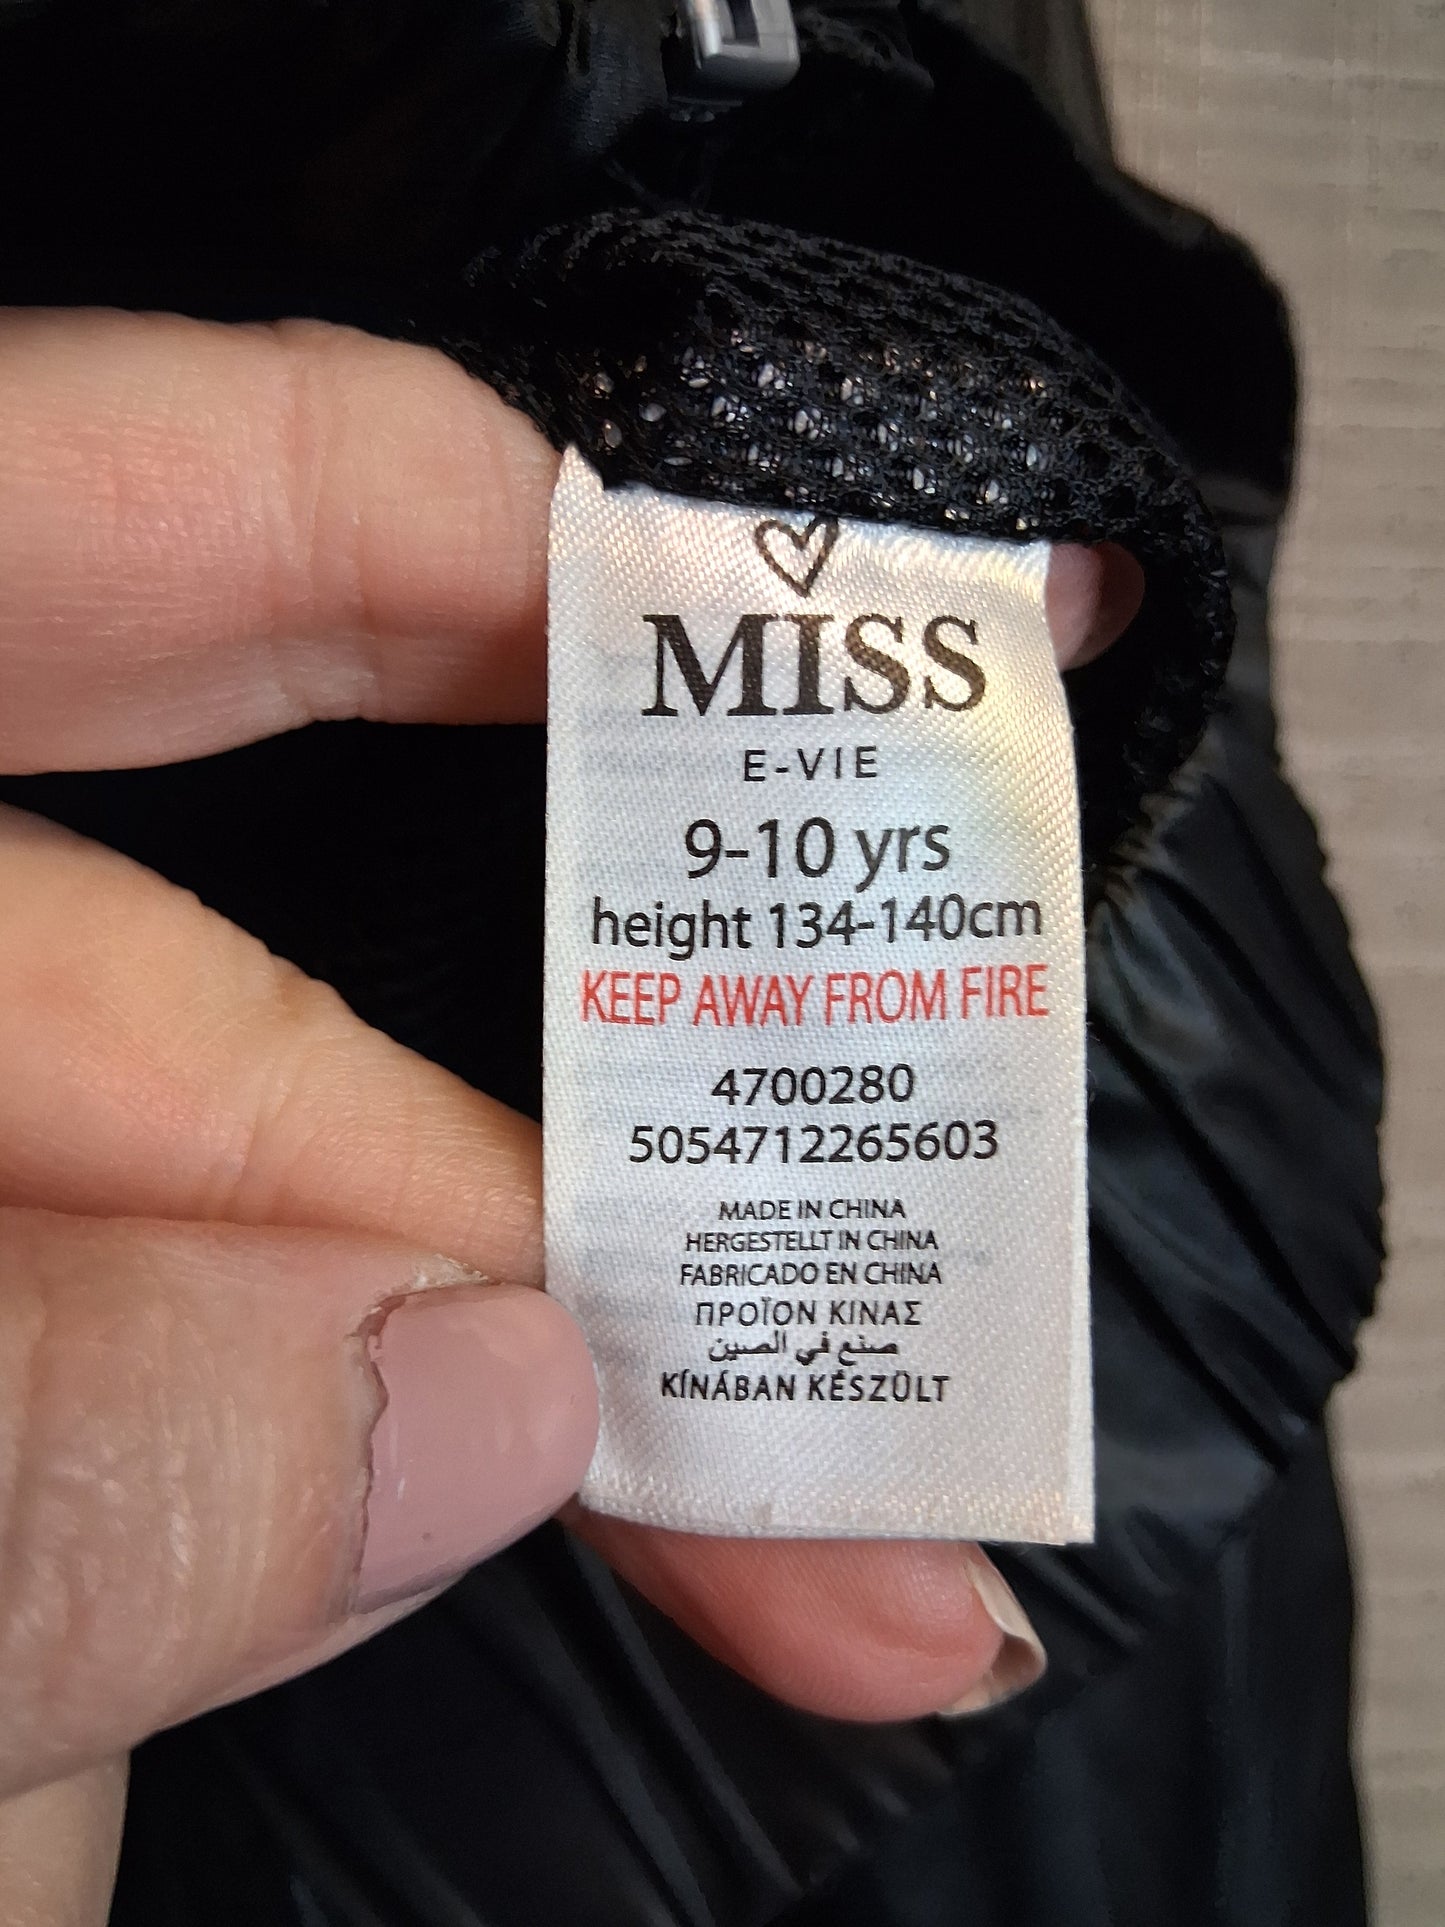 MISS
E-VIE
9-10 yrs
height 134-140cm
KEEP AWAY FROM FIRE
4700280
5054712265603
MADE IN CHINA
HERGESTELLT IN CHINA
FABRICADO EN CHINA
ΠΡΟΪΟΝ ΚΙΝΑΣ
صنع في الصين
KÍNÁBAN KÉSZÜLT